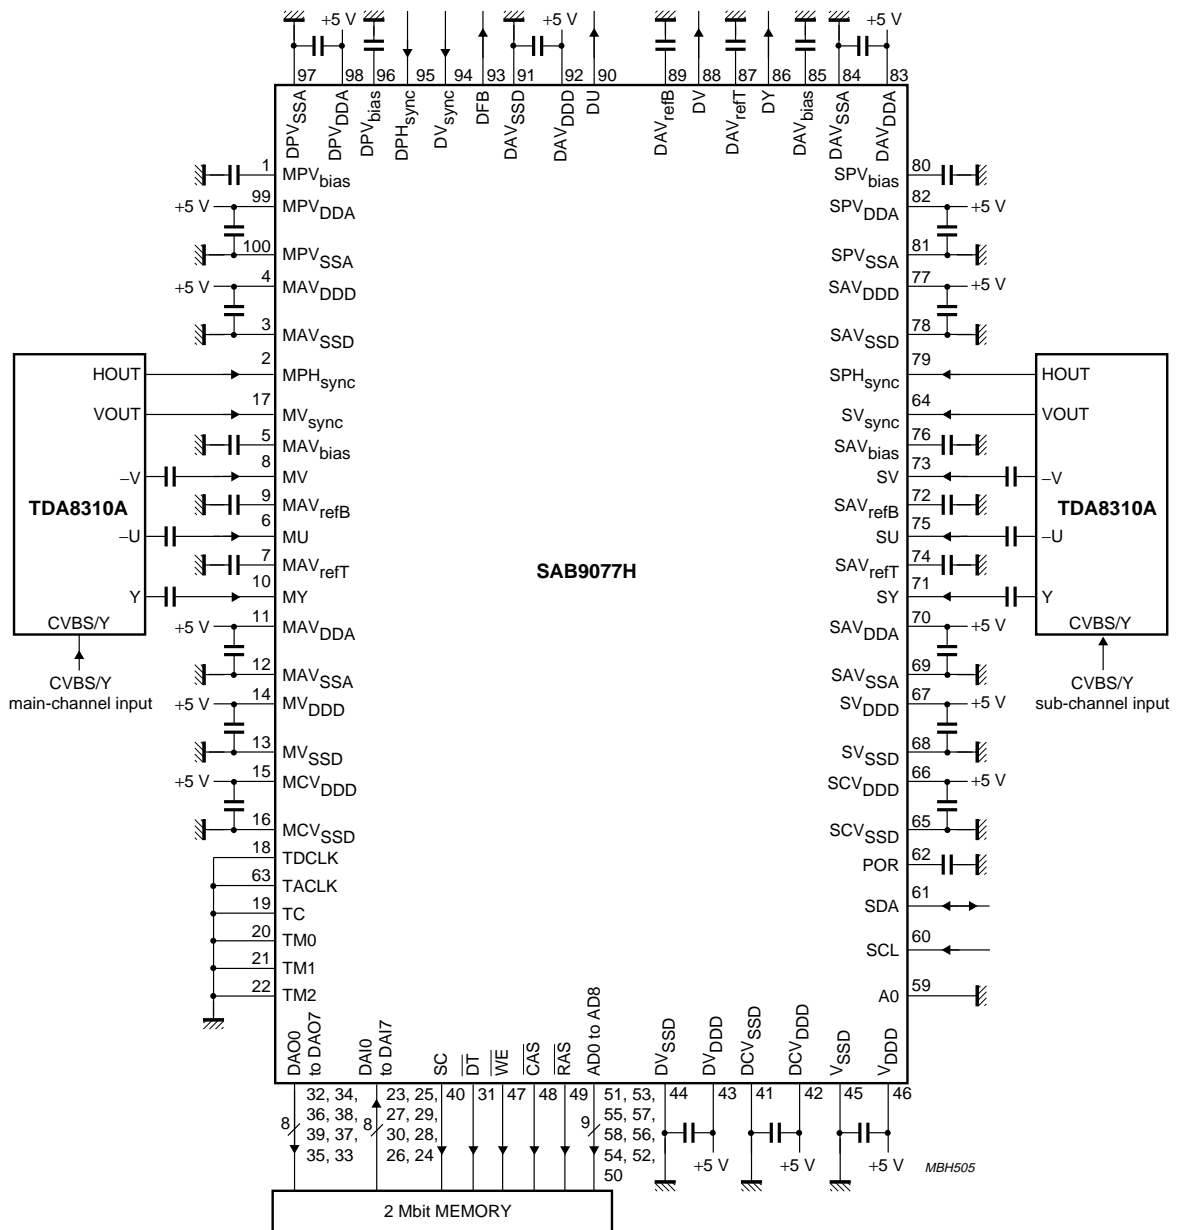 +5 V +5 V +5 V
97 98 96 95 94 93 91 92 90 89 88 87 86 85 84 83
DPVSSA DPVDDA DPVbias DPHsync DVsync DFB DAVSSD DAVDDD DU DAVrefB DV DAVrefT DY DAVbias DAVSSA DAVDDA
1 MPVbias SPVbias 80
+5 V 99 MPVDDA SPVDDA 82 +5 V
100 MPVSSA SPVSSA 81
+5 V 4 MAVDDD SAVDDD 77 +5 V
3 MAVSSD SAVSSD 78
HOUT 2 MPHsync SPHsync 79 HOUT
VOUT 17 MVsync SVsync 64 VOUT
5 MAVbias SAVbias 76
–V 8 MV SV 73 –V
TDA8310A 9 MAVrefB SAVrefB 72 TDA8310A
–U 6 MU SU 75 –U
7 MAVrefT SAB9077H SAVrefT 74
Y 10 MY SY 71 Y
CVBS/Y +5 V 11 MAVDDA SAVDDA 70 +5 V CVBS/Y
CVBS/Y 12 MAVSSA SAVSSA 69 CVBS/Y
main-channel input +5 V 14 MVDDD SVDDD 67 +5 V sub-channel input
13 MVSSD SVSSD 68
+5 V 15 MCVDDD SCVDDD 66 +5 V
16 MCVSSD SCVSSD 65
18 TDCLK POR 62
63 TACLK
19 TC SDA 61
20 TM0 SCL 60
21 TM1
22 TM2 A0 59
DAO0 to DAO7 DAI0 to DAI7 SC DT WE CAS RAS AD0 to AD8 DVSSD DVDDD DCVSSD DCVDDD VSSD VDDD
32, 34, 23, 25, 40 31 47 48 49 51, 53, 44 43 41 42 45 46
36, 38, 27, 29, 55, 57,
8 39, 37, 8 30, 28, 9 58, 56,
35, 33 26, 24 54, 52,
50 +5 V +5 V +5 V MBH505
2 Mbit MEMORY